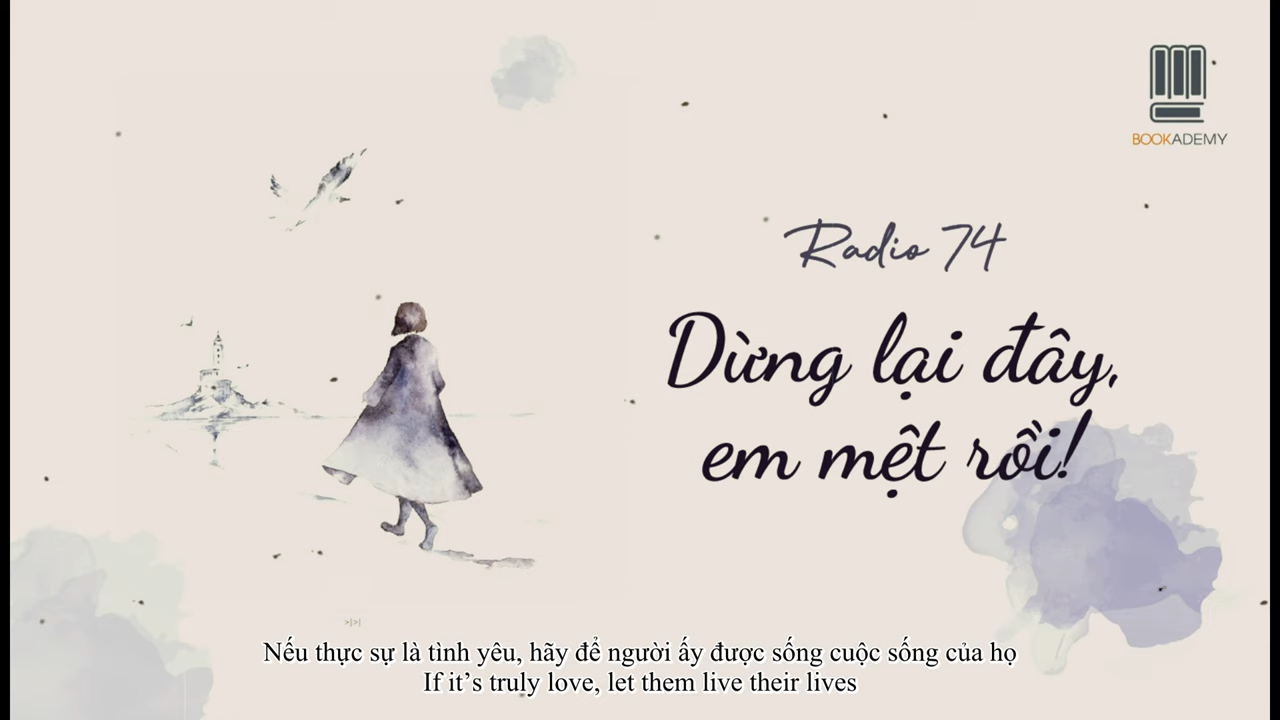 BOOKADEMY
Radio 74
Dừng lại đây,
em mệt rồi!
>|>|
Nếu thực sự là tình yêu, hãy để người ấy được sống cuộc sống của họ
If it’s truly love, let them live their lives